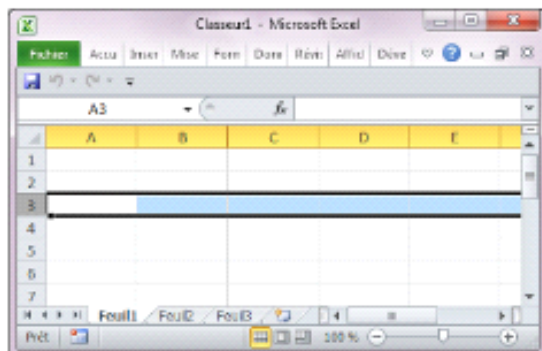 Classeur1 - Microsoft Excel
Fichier Accu Inser Mise Form Donn Révi Affic Déve
A3 fx
A B C D E
1
2
3
4
5
6
7
Feuil1 Feuil2 Feuil3
Prêt 100 %